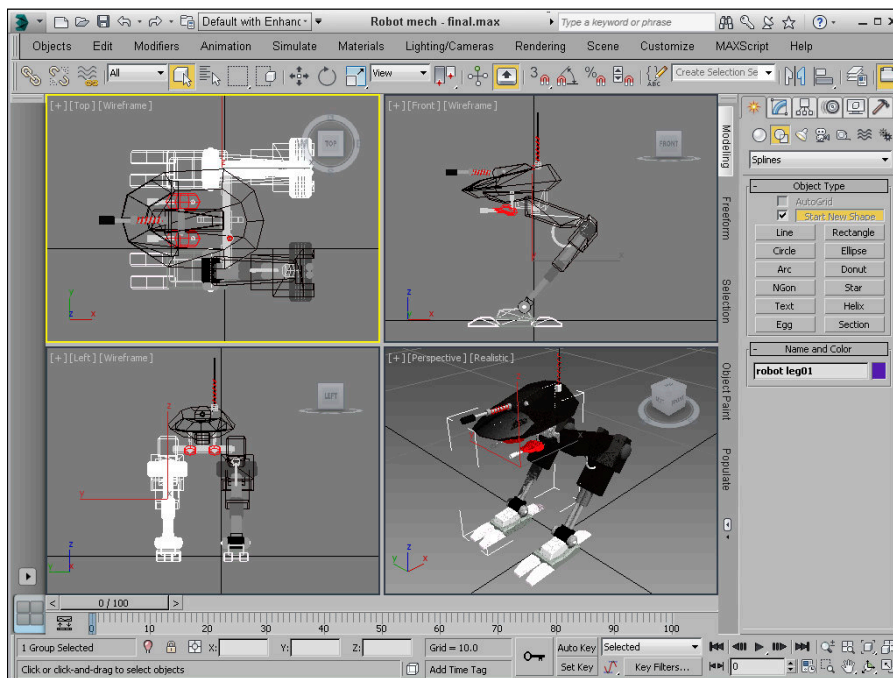 Default with Enhanc
Robot mech - final.max
Type a keyword or phrase
Objects Edit Modifiers Animation Simulate Materials Lighting/Cameras Rendering Scene Customize MAXScript Help
All
View
3
%
ABC
Create Selection Se
[+] [Top] [Wireframe]
TOP
[+] [Front] [Wireframe]
FRONT
Modeling
Freeform
Selection
Object Paint
Populate
Splines
- Object Type
AutoGrid
Start New Shape
Line Rectangle
Circle Ellipse
Arc Donut
NGon Star
Text Helix
Egg Section
- Name and Color
robot leg01
y
z x
z
y x
[+] [Left] [Wireframe]
LEFT
[+] [Perspective] [Realistic]
z
y
z
y x
z
y x
< 0 / 100 >
0 10 20 30 40 50 60 70 80 90 100
1 Group Selected X: Y: Z: Grid = 10.0 Auto Key Selected
Click or click-and-drag to select objects Add Time Tag Set Key Key Filters... 0